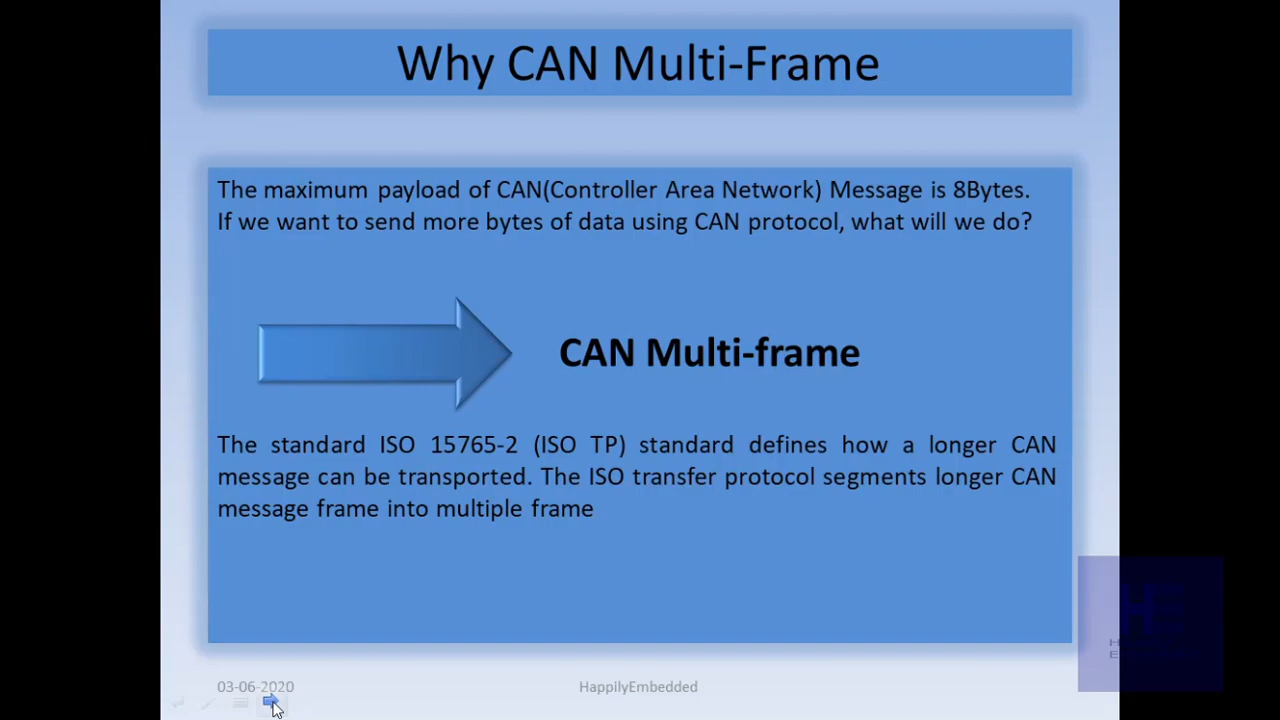 Why CAN Multi-Frame
The maximum payload of CAN(Controller Area Network) Message is 8Bytes.
If we want to send more bytes of data using CAN protocol, what will we do?
CAN Multi-frame
The standard ISO 15765-2 (ISO TP) standard defines how a longer CAN
message can be transported. The ISO transfer protocol segments longer CAN
message frame into multiple frame
HE
03-06-2020
HappilyEmbedded